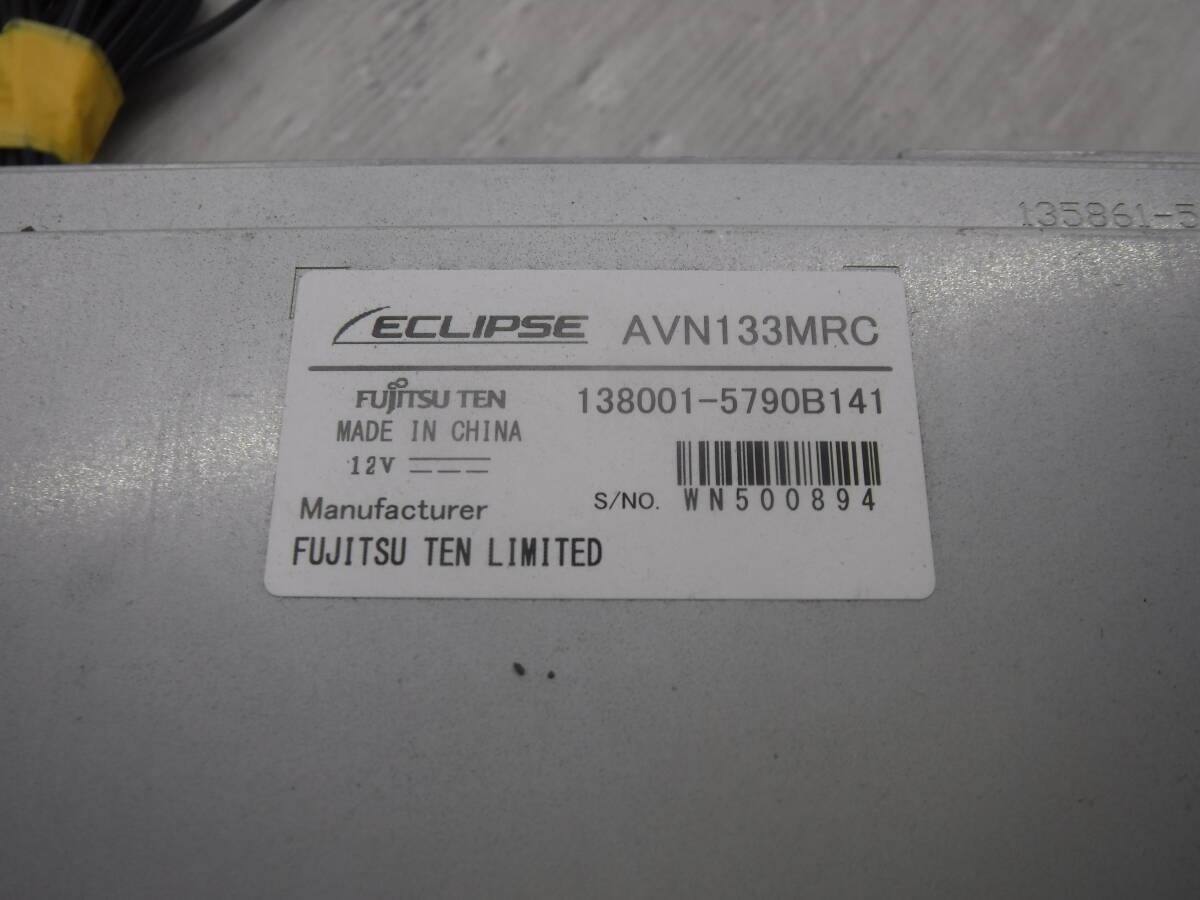 135861-5
ECLIPSE AVN133MRC
FUJITSU TEN 138001-5790B141
MADE IN CHINA
12V
S/NO. WN500894
Manufacturer
FUJITSU TEN LIMITED